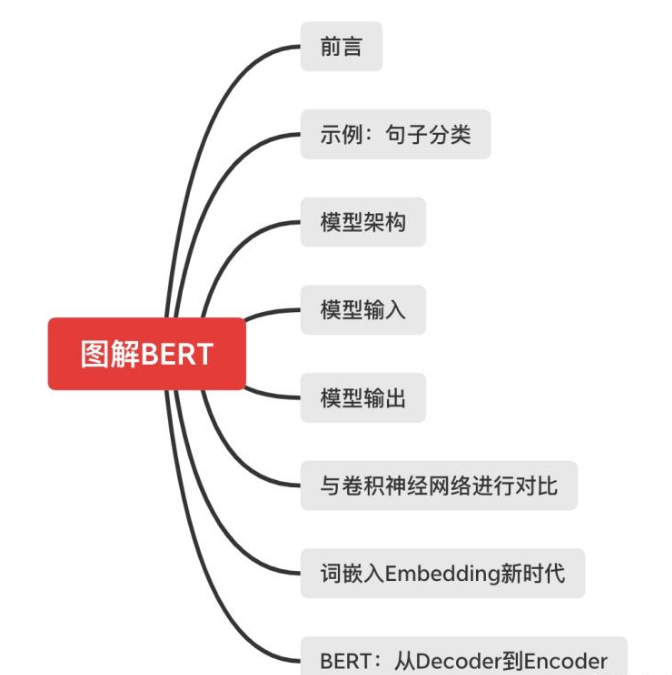 前言
示例：句子分类
模型架构
模型输入
图解BERT
模型输出
与卷积神经网络进行对比
词嵌入Embedding新时代
BERT：从Decoder到Encoder